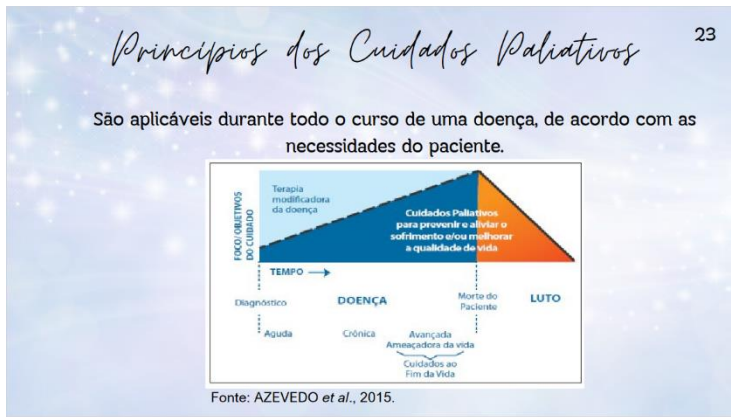 Princípios dos Cuidados Paliativos
23
São aplicáveis durante todo o curso de uma doença, de acordo com as
necessidades do paciente.
Terapia
modificadora
da doença
FOCO/OBJETIVOS
DO CUIDADO
Cuidados Paliativos
para prevenir e aliviar o
sofrimento e/ou melhorar
a qualidade de vida
TEMPO
Diagnóstico
DOENÇA
Morte do
Paciente
LUTO
Aguda
Crônica
Avançada
Ameaçadora da vida
Cuidados ao
Fim da Vida
Fonte: AZEVEDO et al., 2015.